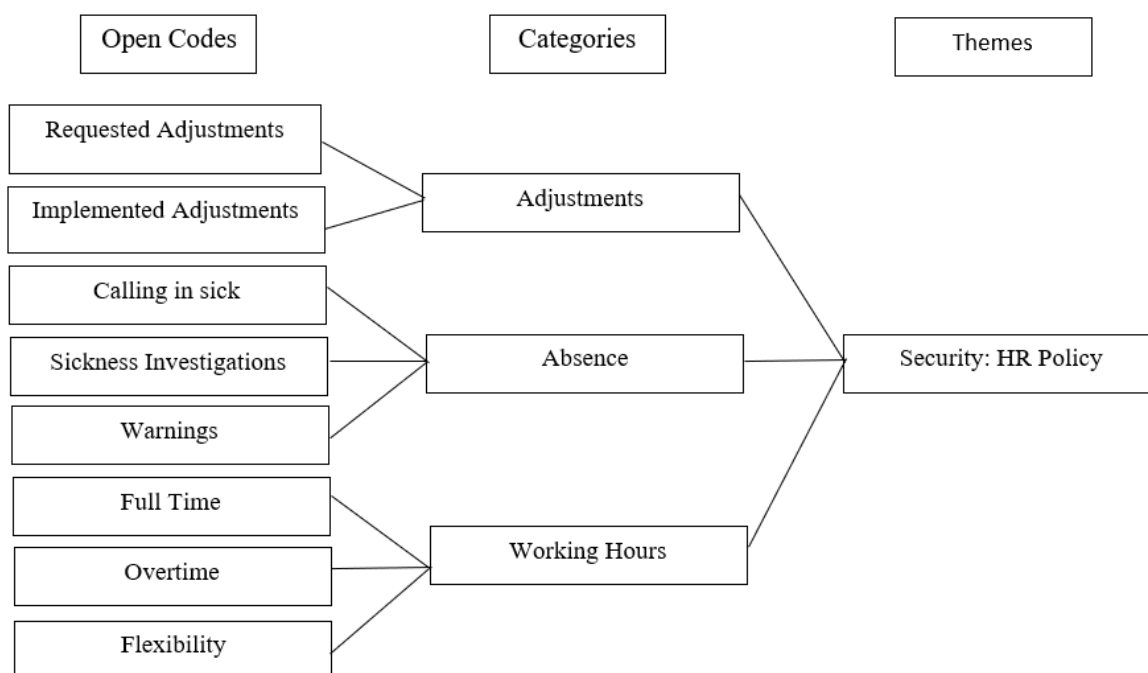 Open Codes
Categories
Themes
Requested Adjustments
Implemented Adjustments
Adjustments
Calling in sick
Sickness Investigations
Absence
Security: HR Policy
Warnings
Full Time
Overtime
Working Hours
Flexibility